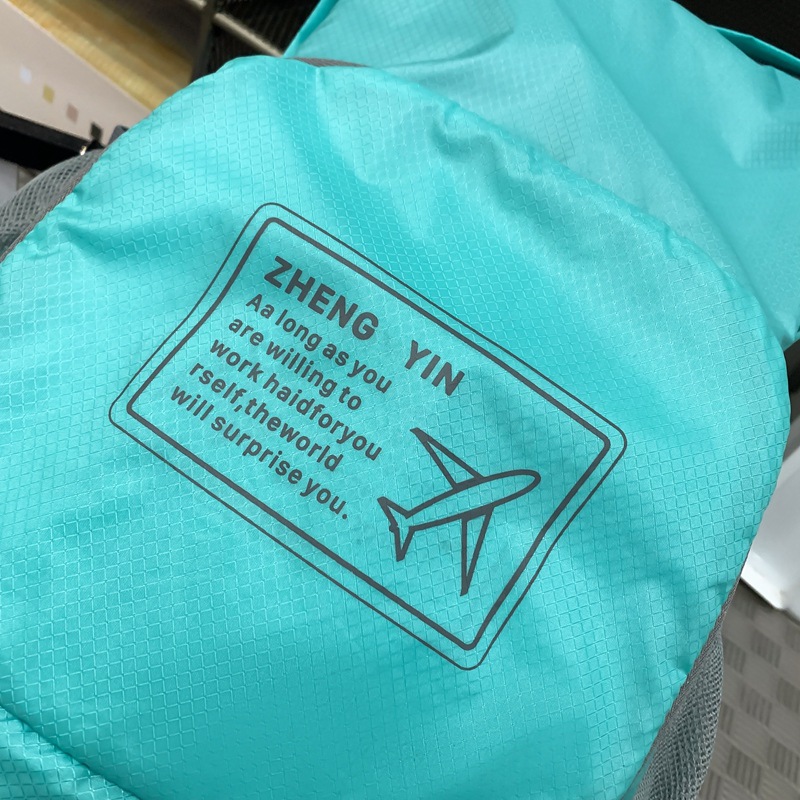 ZHENG YIN
Aa long as you
are willing to
work haidforyou
rself,theworld
will surprise you.